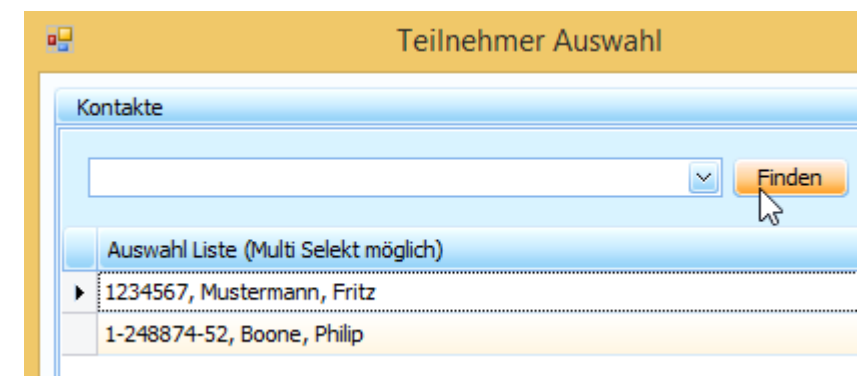 Teilnehmer Auswahl
Kontakte
Finden
Auswahl Liste (Multi Selekt möglich)
1234567, Mustermann, Fritz
1-248874-52, Boone, Philip